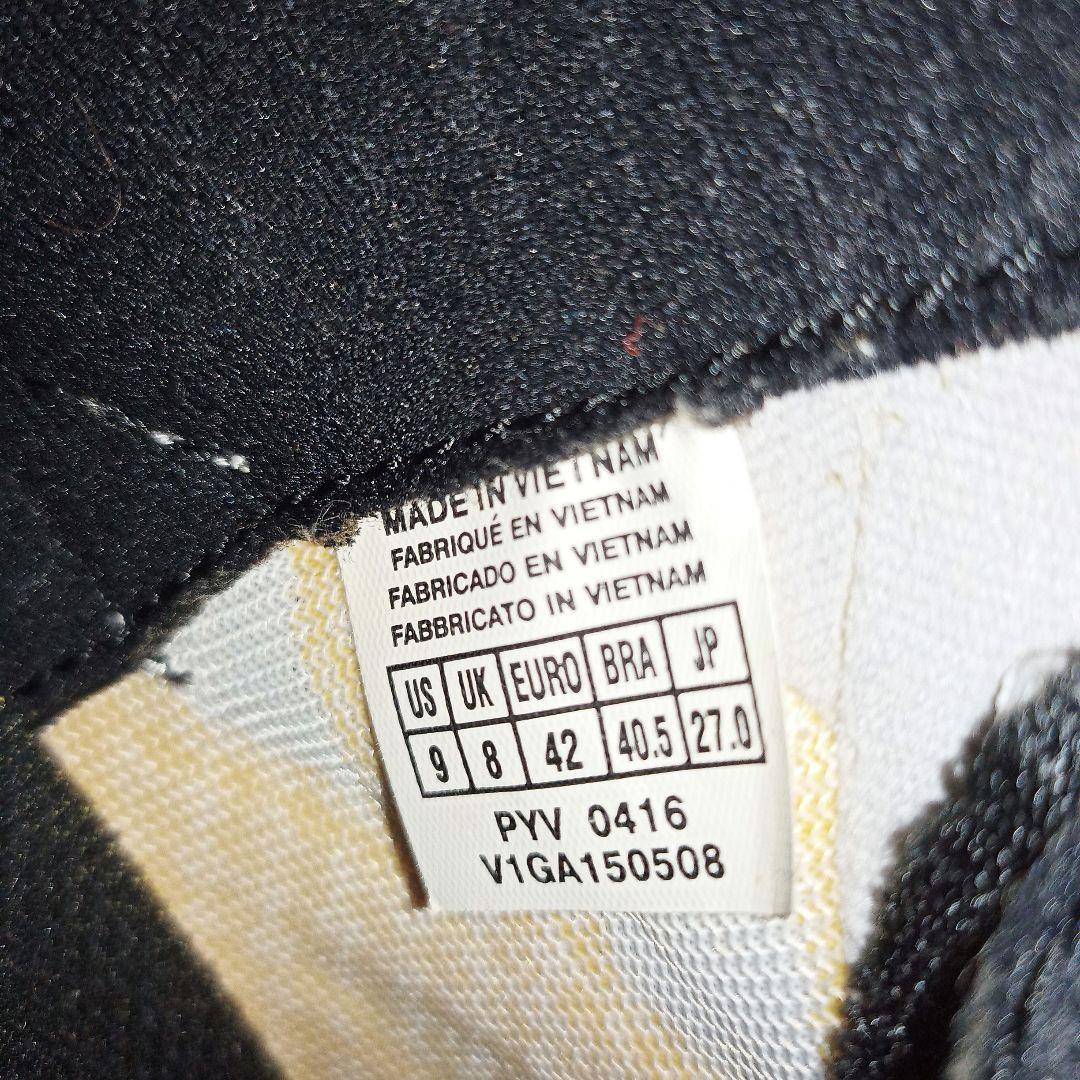 MADE IN VIETNAM
FABRIQUÉ EN VIETNAM
FABRICADO EN VIETNAM
FABBRICATO IN VIETNAM
US UK EURO BRA JP
9 8 42 40.5 27.0
PYV 0416
V1GA150508